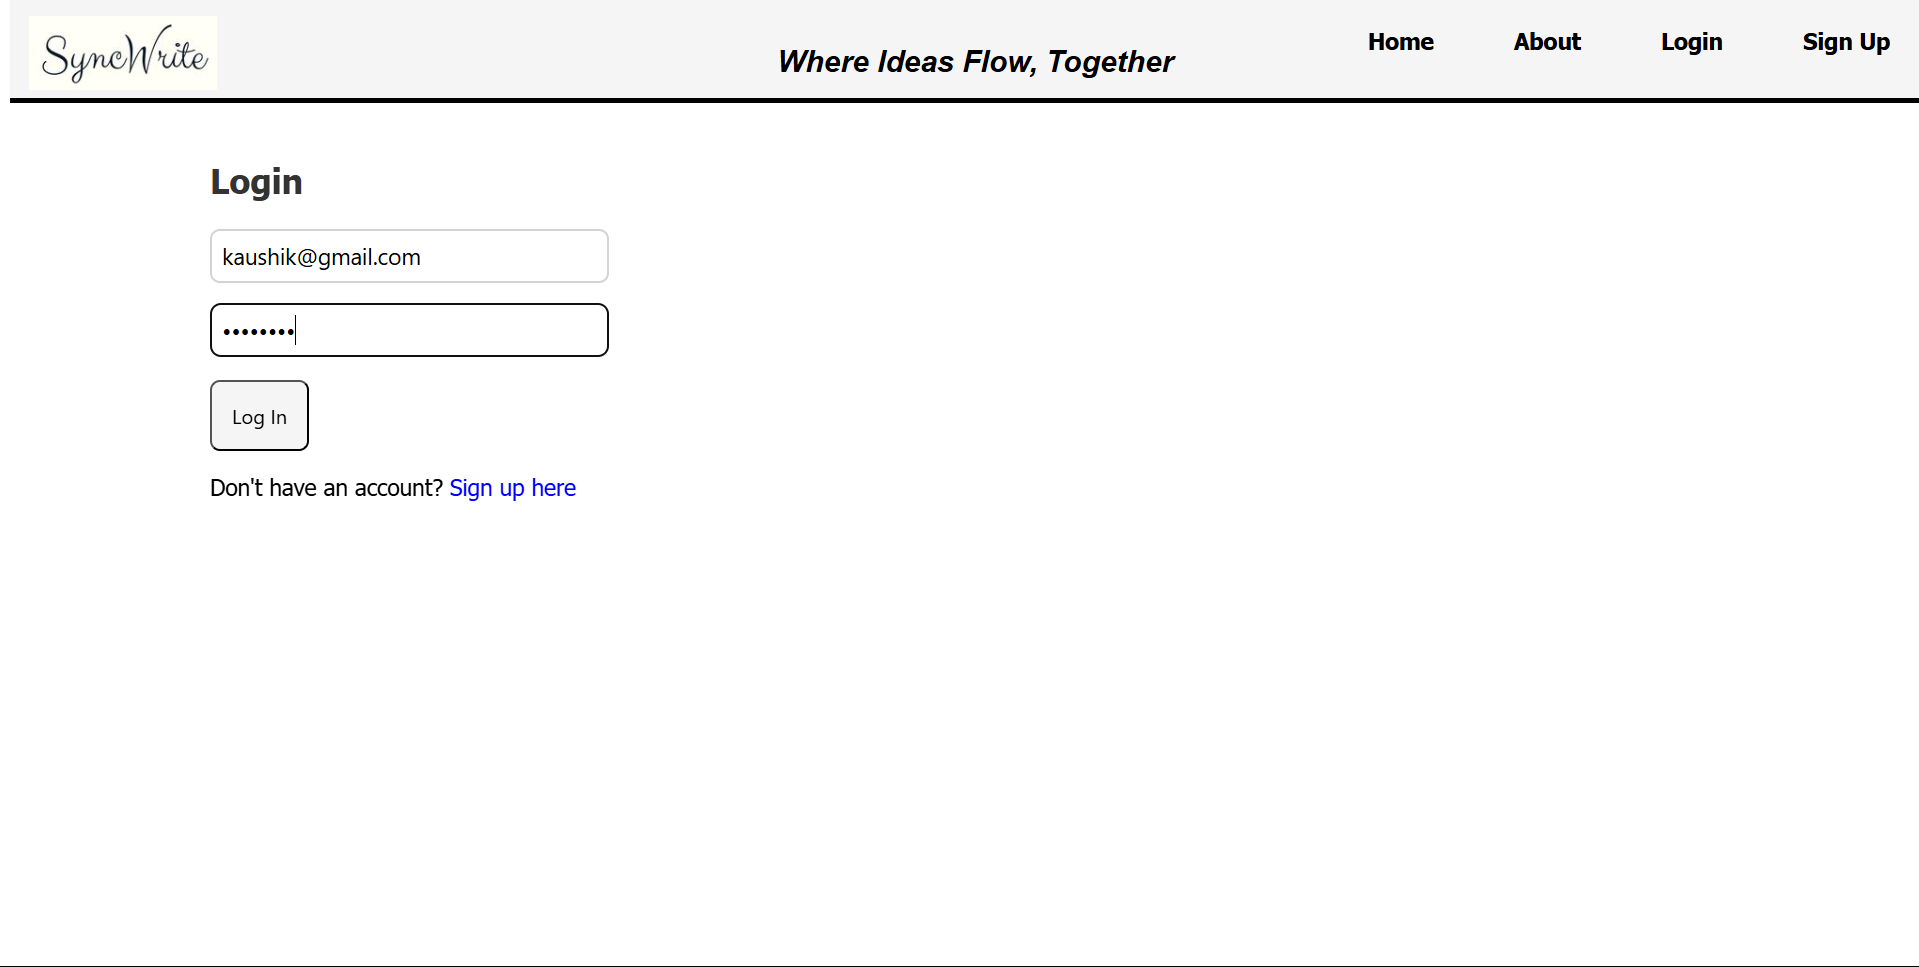 SyncWrite
Where Ideas Flow, Together
Home About Login Sign Up
Login
kaushik@gmail.com
••••••••
Log In
Don't have an account? Sign up here